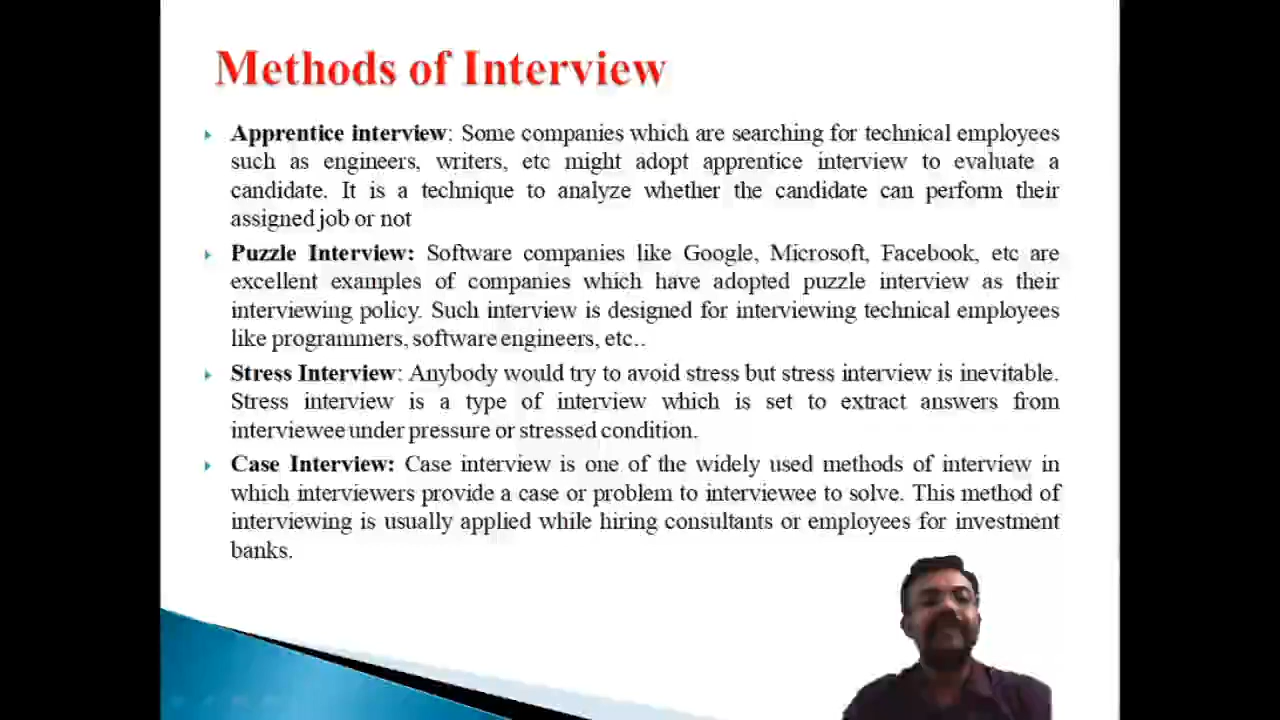 Methods of Interview
Apprentice interview: Some companies which are searching for technical employees
such as engineers, writers, etc might adopt apprentice interview to evaluate a
candidate. It is a technique to analyze whether the candidate can perform their
assigned job or not
Puzzle Interview: Software companies like Google, Microsoft, Facebook, etc are
excellent examples of companies which have adopted puzzle interview as their
interviewing policy. Such interview is designed for interviewing technical employees
like programmers, software engineers, etc..
Stress Interview: Anybody would try to avoid stress but stress interview is inevitable.
Stress interview is a type of interview which is set to extract answers from
interviewee under pressure or stressed condition.
Case Interview: Case interview is one of the widely used methods of interview in
which interviewers provide a case or problem to interviewee to solve. This method of
interviewing is usually applied while hiring consultants or employees for investment
banks.